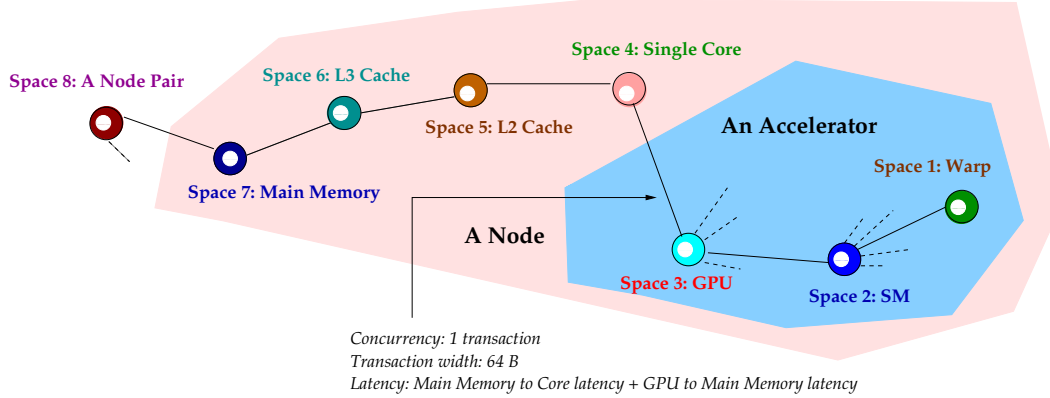 Space 4: Single Core
Space 6: L3 Cache
Space 8: A Node Pair
Space 5: L2 Cache
An Accelerator
Space 1: Warp
Space 7: Main Memory
A Node
Space 3: GPU
Space 2: SM
Concurrency: 1 transaction
Transaction width: 64 B
Latency: Main Memory to Core latency + GPU to Main Memory latency